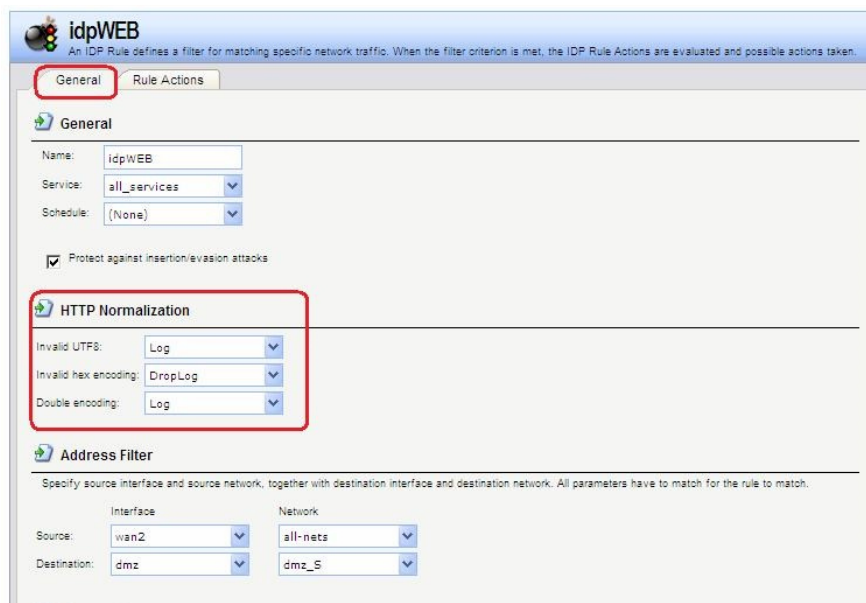 idpWEB
An IDP Rule defines a filter for matching specific network traffic. When the filter criterion is met, the IDP Rule Actions are evaluated and possible actions taken.
General Rule Actions
General
Name: idpWEB
Service: all_services
Schedule: (None)
Protect against insertion/evasion attacks
HTTP Normalization
Invalid UTF8: Log
Invalid hex encoding: DropLog
Double encoding: Log
Address Filter
Specify source interface and source network, together with destination interface and destination network. All parameters have to match for the rule to match.
Interface Network
Source: wan2 all-nets
Destination: dmz dmz_S